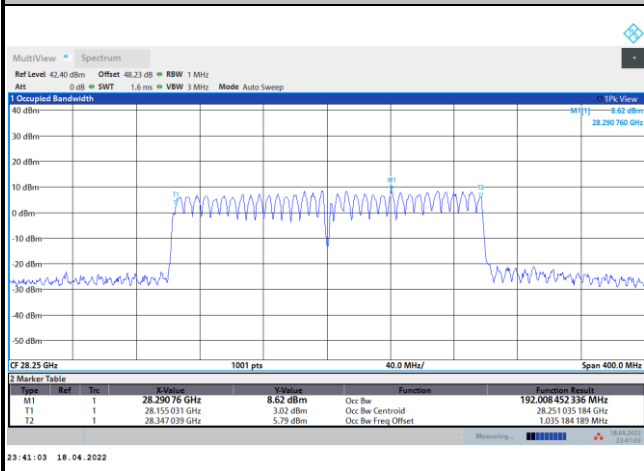 MultiView Spectrum
Ref Level 42.40 dBm Offset 48.23 dB RBW 1 MHz
Att 0 dB SWT 1.6 ms VBW 3 MHz Mode Auto Sweep
1 Occupied Bandwidth 1Pk View
M1[1] 8.62 dBm
28.290 760 GHz
40 dBm
30 dBm
20 dBm
10 dBm
0 dBm
-10 dBm
-20 dBm
-30 dBm
-40 dBm
-50 dBm
T1 M1 T2
CF 28.25 GHz 1001 pts 40.0 MHz/ Span 400.0 MHz
2 Marker Table
Type Ref Trc X-Value Y-Value Function Function Result
M1 1 28.290 76 GHz 8.62 dBm Occ Bw 192.008 452 336 MHz
T1 1 28.155 031 GHz 3.02 dBm Occ Bw Centroid 28.251 035 184 GHz
T2 1 28.347 039 GHz 5.79 dBm Occ Bw Freq Offset 1.035 184 189 MHz
Measuring... 18.04.2022
23:41:03
23:41:03 18.04.2022